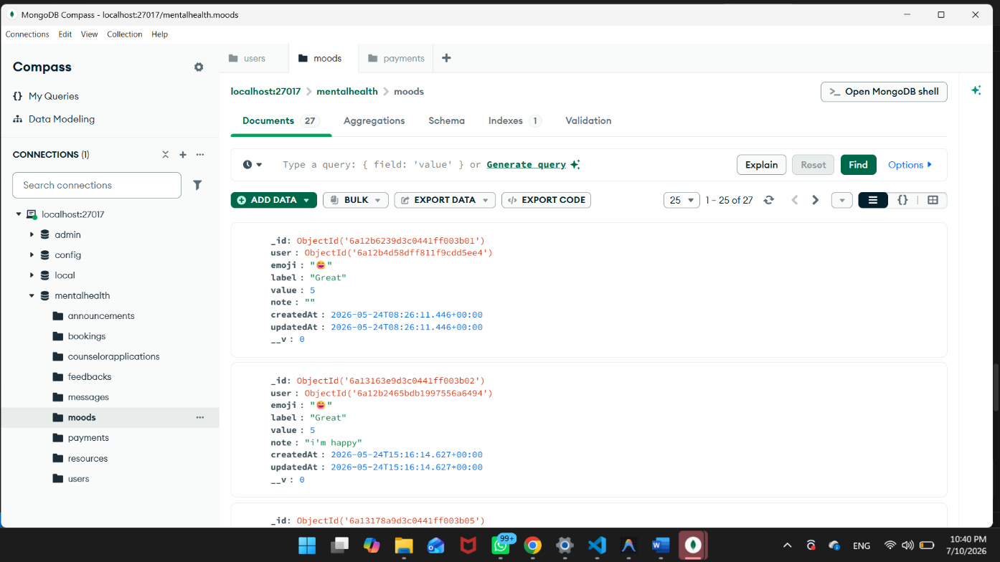 MongoDB Compass - localhost:27017/mentalhealth.moods
Connections Edit View Collection Help
Compass
{} My Queries
Data Modeling
CONNECTIONS (1)
Search connections
localhost:27017
admin
config
local
mentalhealth
announcements
bookings
counselorapplications
feedbacks
messages
moods
payments
resources
users
users moods payments
localhost:27017 > mentalhealth > moods
>_ Open MongoDB shell
Documents 27 Aggregations Schema Indexes 1 Validation
Type a query: { field: 'value' } or Generate query
Explain Reset Find Options
ADD DATA BULK EXPORT DATA EXPORT CODE
25 1 – 25 of 27 {}
_id: ObjectId('6a12b6239d3c0441ff003b01')
user : ObjectId('6a12b4d58dff811f9cdd5ee4')
emoji : "😄"
label : "Great"
value : 5
note : ""
createdAt : 2026-05-24T08:26:11.446+00:00
updatedAt : 2026-05-24T08:26:11.446+00:00
__v : 0
_id: ObjectId('6a13163e9d3c0441ff003b02')
user : ObjectId('6a12b2465bdb1997556a6494')
emoji : "😄"
label : "Great"
value : 5
note : "i'm happy"
createdAt : 2026-05-24T15:16:14.627+00:00
updatedAt : 2026-05-24T15:16:14.627+00:00
__v : 0
_id: ObjectId('6a13178a9d3c0441ff003b05')
99+
ENG
10:40 PM
7/10/2026